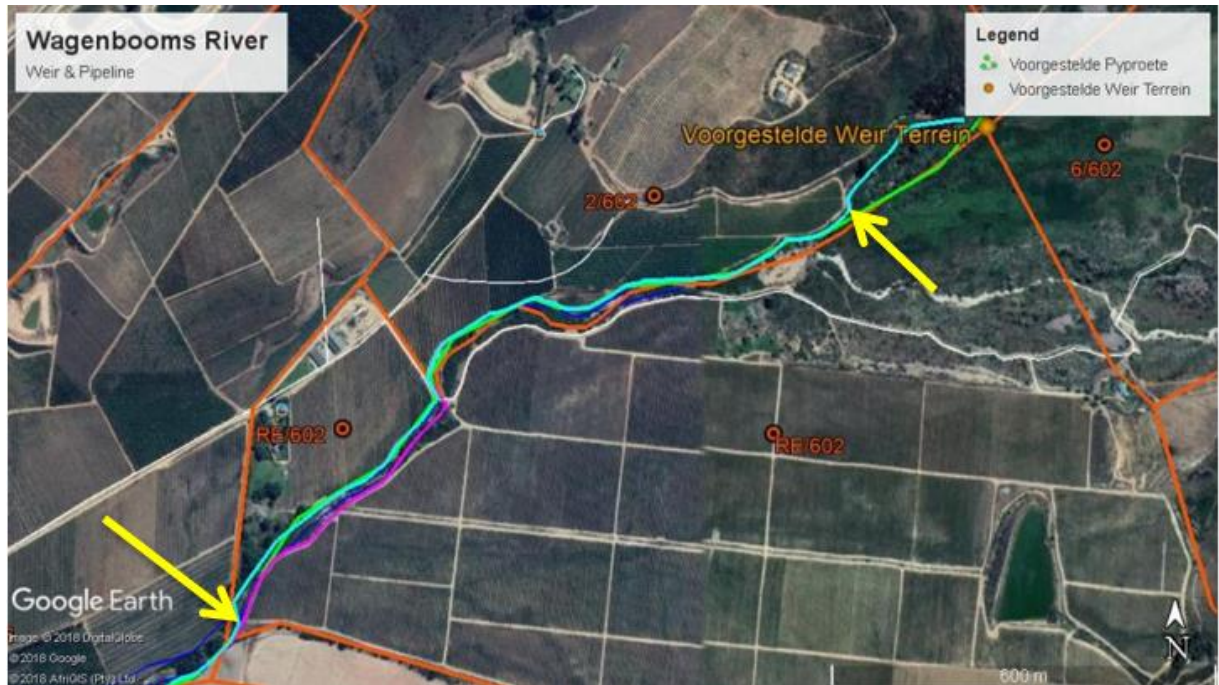 Wagenbooms River
Weir & Pipeline
Legend
Voorgestelde Pyproete
Voorgestelde Weir Terrein
Voorgestelde Weir Terrein
6/602
2/602
RE/602
RE/602
Google Earth
Image © 2018 DigitalGlobe
© 2018 Google
© 2018 AfriGIS (Pty) Ltd
N
600 m